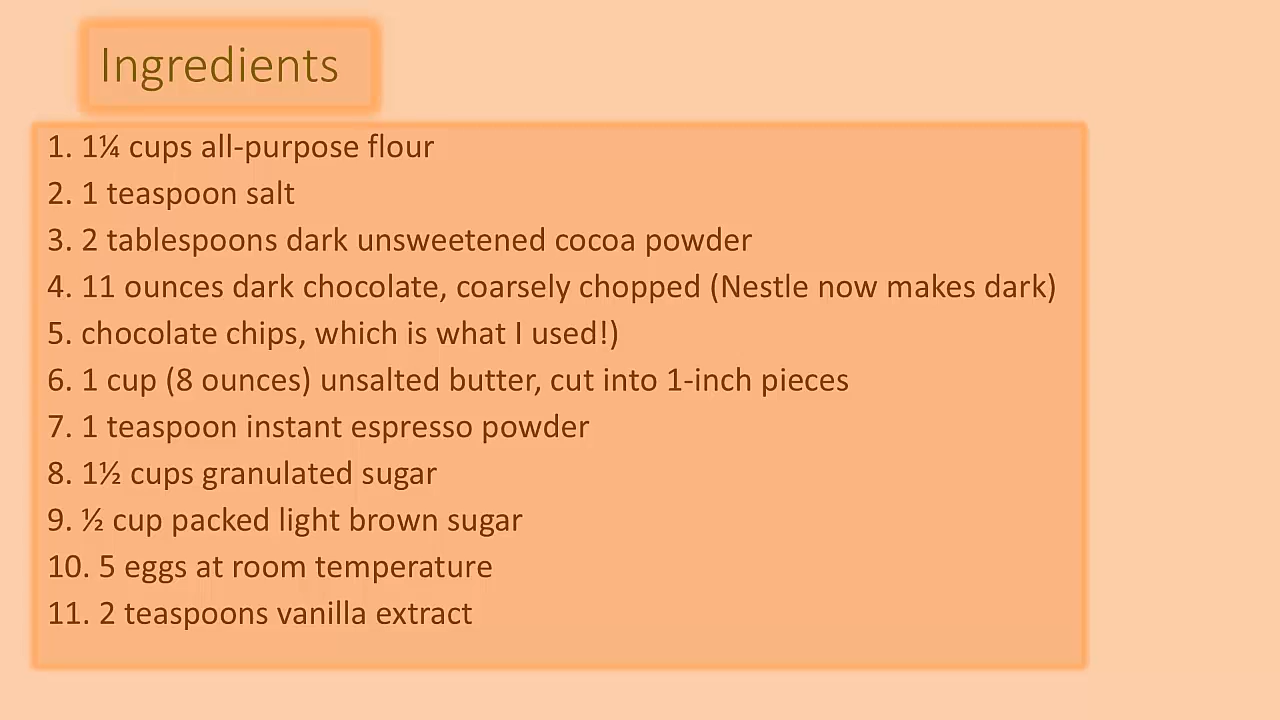 Ingredients
1. 1¼ cups all-purpose flour
2. 1 teaspoon salt
3. 2 tablespoons dark unsweetened cocoa powder
4. 11 ounces dark chocolate, coarsely chopped (Nestle now makes dark)
5. chocolate chips, which is what I used!)
6. 1 cup (8 ounces) unsalted butter, cut into 1-inch pieces
7. 1 teaspoon instant espresso powder
8. 1½ cups granulated sugar
9. ½ cup packed light brown sugar
10. 5 eggs at room temperature
11. 2 teaspoons vanilla extract